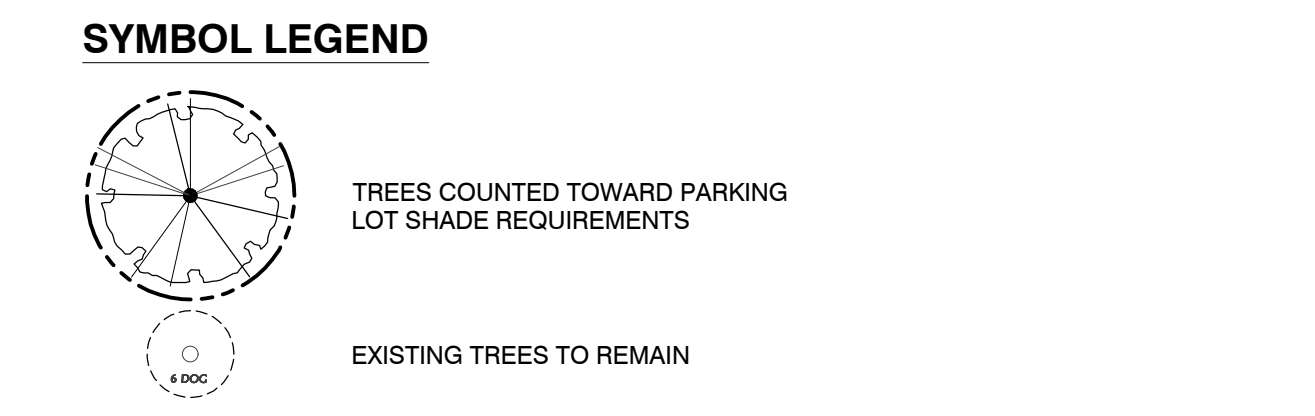 SYMBOL LEGEND
TREES COUNTED TOWARD PARKING
LOT SHADE REQUIREMENTS
6 DOG
EXISTING TREES TO REMAIN